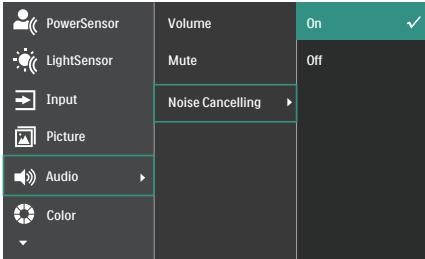 PowerSensor
LightSensor
Input
Picture
Audio
Color
Volume
Mute
Noise Cancelling
On
Off